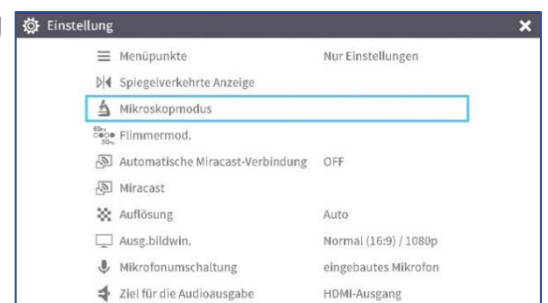 Einstellung
Menüpunkte Nur Einstellungen
Spiegelverkehrte Anzeige
Mikroskopmodus
Flimmermod.
Automatische Miracast-Verbindung OFF
Miracast
Auflösung Auto
Ausg.bildwin. Normal (16:9) / 1080p
Mikrofonumschaltung eingebautes Mikrofon
Ziel für die Audioausgabe HDMI-Ausgang